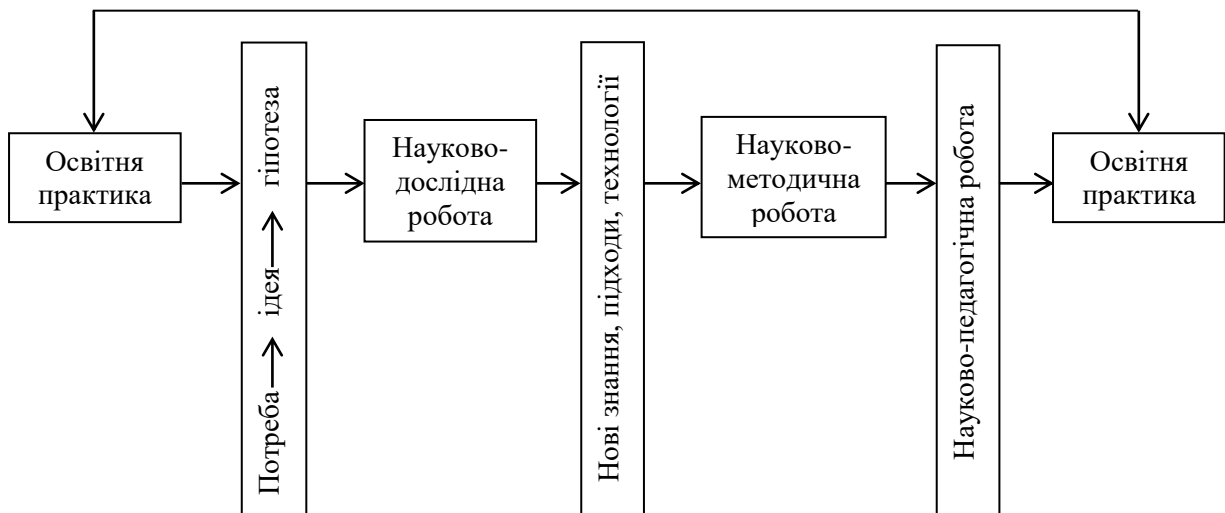 Освітня
практика
Потреба ідея гіпотеза
Науково-
дослідна
робота
Нові знання, підходи, технології
Науково-
методична
робота
Науково-педагогічна робота
Освітня
практика